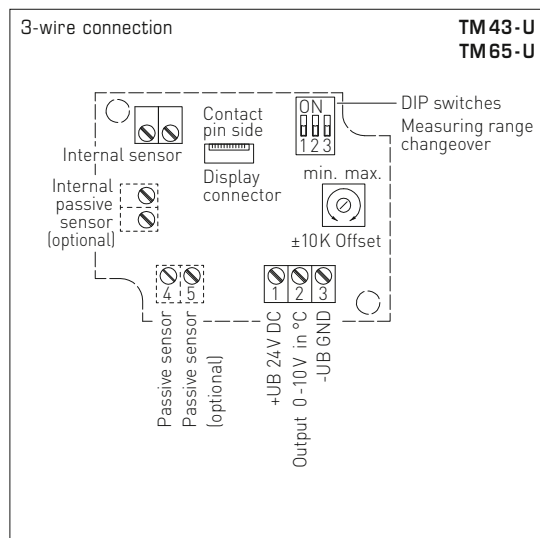 3-wire connection
TM43-U
TM65-U
ON
1 2 3
DIP switches
Measuring range
changeover
Contact
pin side
Internal sensor
Display
connector
min. max.
Internal
passive
sensor
(optional)
±10K Offset
4 5
1 2 3
Passive sensor
Passive sensor
(optional)
+UB 24V DC
Output 0-10V in °C
-UB GND